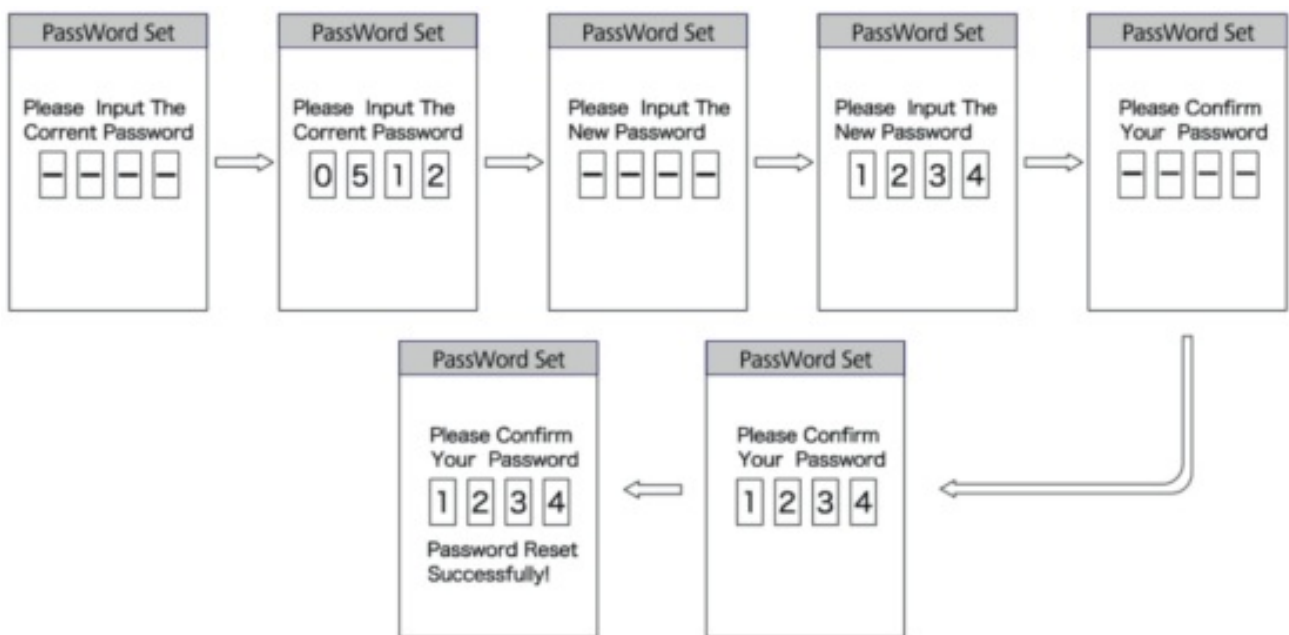 PassWord Set
Please Input The
Corrent Password
- - - -
PassWord Set
Please Input The
Corrent Password
0 5 1 2
PassWord Set
Please Input The
New Password
- - - -
PassWord Set
Please Input The
New Password
1 2 3 4
PassWord Set
Please Confirm
Your Password
- - - -
PassWord Set
Please Confirm
Your Password
1 2 3 4
PassWord Set
Please Confirm
Your Password
1 2 3 4
Password Reset
Successfully!